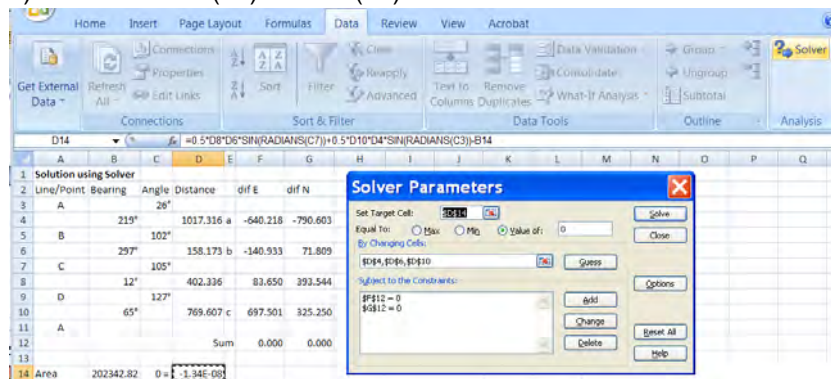 Home Insert Page Layout Formulas Data Review View Acrobat
Get External Data
Refresh All
Connections
Properties
Edit Links
Connections
Sort
Filter
Clear
Reapply
Advanced
Sort & Filter
Text to Columns
Remove Duplicates
Data Validation
Consolidate
What-If Analysis
Data Tools
Group
Ungroup
Subtotal
Outline
Solver
Analysis
D14 =0.5*D8*D6*SIN(RADIANS(C7))+0.5*D10*D4*SIN(RADIANS(C3))-B14
A B C D E F G H I J K L M N O P Q
1 Solution using Solver
2 Line/Point Bearing Angle Distance dif E dif N
3 A 26°
4 219° 1017.316 a -640.218 -790.603
5 B 102°
6 297° 158.173 b -140.933 71.809
7 C 105°
8 12° 402.336 83.650 393.544
9 D 127°
10 65° 769.607 c 697.501 325.250
11 A
12 Sum 0.000 0.000
13
14 Area 202342.82 0 = -1.34E-08
Solver Parameters
Set Target Cell: $D$14
Equal To: Max Min Value of: 0
By Changing Cells:
$D$4,$D$6,$D$10
Guess
Subject to the Constraints:
$F$12 = 0
$G$12 = 0
Add
Change
Delete
Solve
Close
Options
Reset All
Help